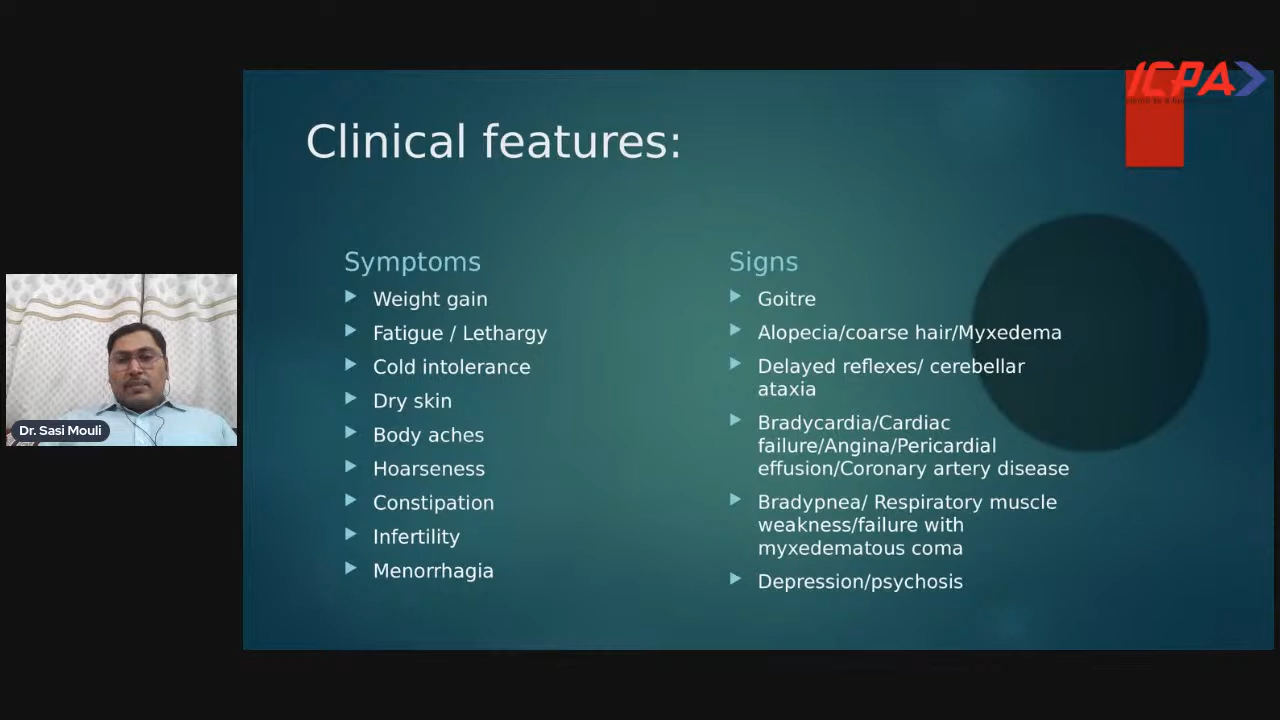 ICPA
Clinical features:
Symptoms
Weight gain
Fatigue / Lethargy
Cold intolerance
Dry skin
Body aches
Hoarseness
Constipation
Infertility
Menorrhagia
Signs
Goitre
Alopecia/coarse hair/Myxedema
Delayed reflexes/ cerebellar
ataxia
Bradycardia/Cardiac
failure/Angina/Pericardial
effusion/Coronary artery disease
Bradypnea/ Respiratory muscle
weakness/failure with
myxedematous coma
Depression/psychosis
Dr. Sasi Mouli